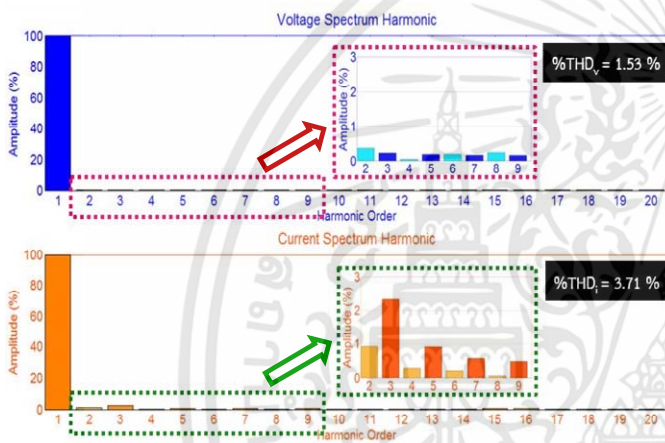 Voltage Spectrum Harmonic
Amplitude (%)
100
80
60
40
20
0
1 2 3 4 5 6 7 8 9 10 11 12 13 14 15 16 17 18 19 20
Harmonic Order
Amplitude (%)
3
2
1
0
2 3 4 5 6 7 8 9
%THDv = 1.53 %
Current Spectrum Harmonic
Amplitude (%)
100
80
60
40
20
0
1 2 3 4 5 6 7 8 9 10 11 12 13 14 15 16 17 18 19 20
Harmonic Order
Amplitude (%)
3
2
1
0
2 3 4 5 6 7 8 9
%THDi = 3.71 %